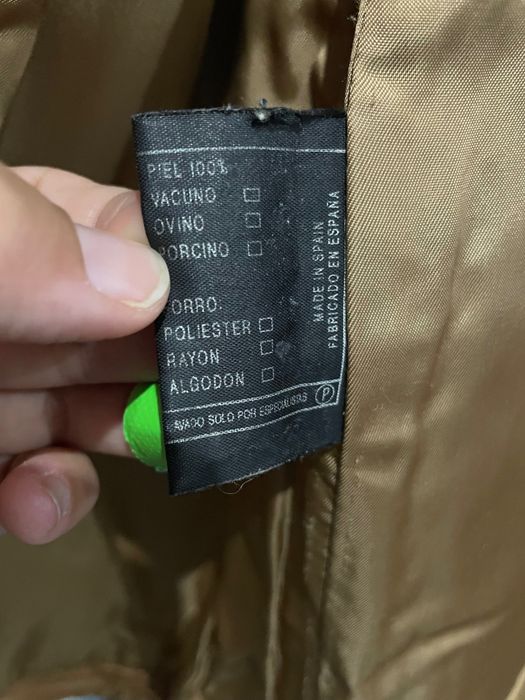 PIEL 100%
VACUNO
OVINO
PORCINO
FORRO:
POLIESTER
RAYON
ALGODON
LAVADO SOLO POR ESPECIALISTAS P
MADE IN SPAIN
FABRICADO EN ESPAÑA